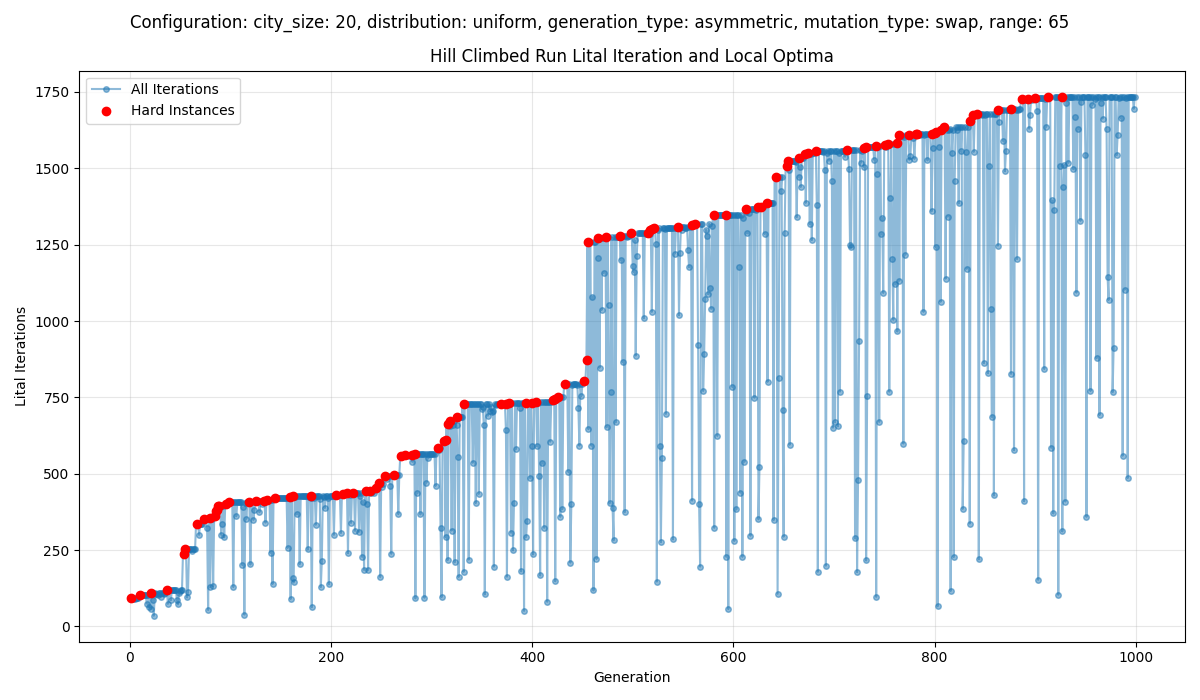 Configuration: city_size: 20, distribution: uniform, generation_type: asymmetric, mutation_type: swap, range: 65
Hill Climbed Run Lital Iteration and Local Optima
All Iterations
Hard Instances
1750
1500
1250
1000
750
500
250
0
Lital Iterations
0 200 400 600 800 1000
Generation